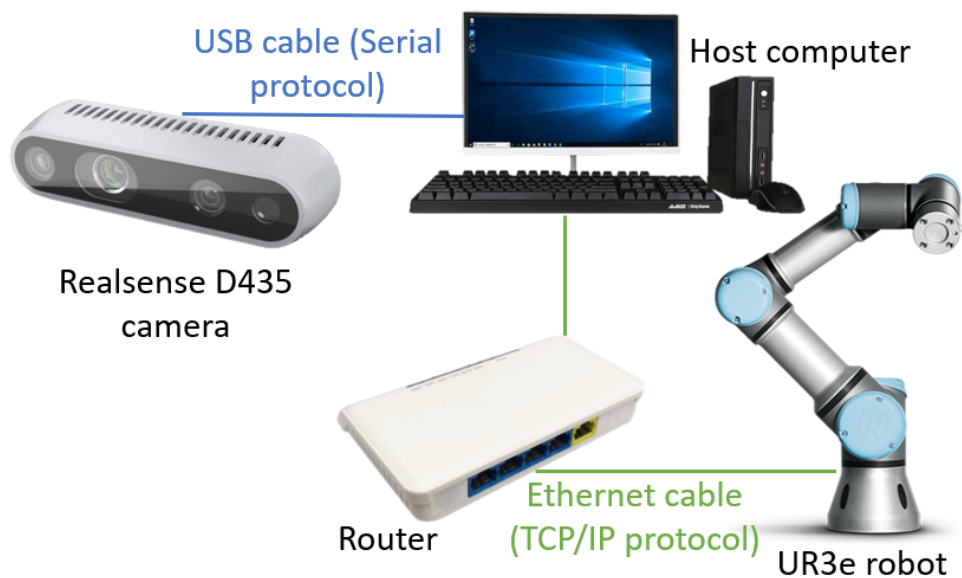 USB cable (Serial
protocol)
Host computer
Realsense D435
camera
Router
Ethernet cable
(TCP/IP protocol)
UR3e robot